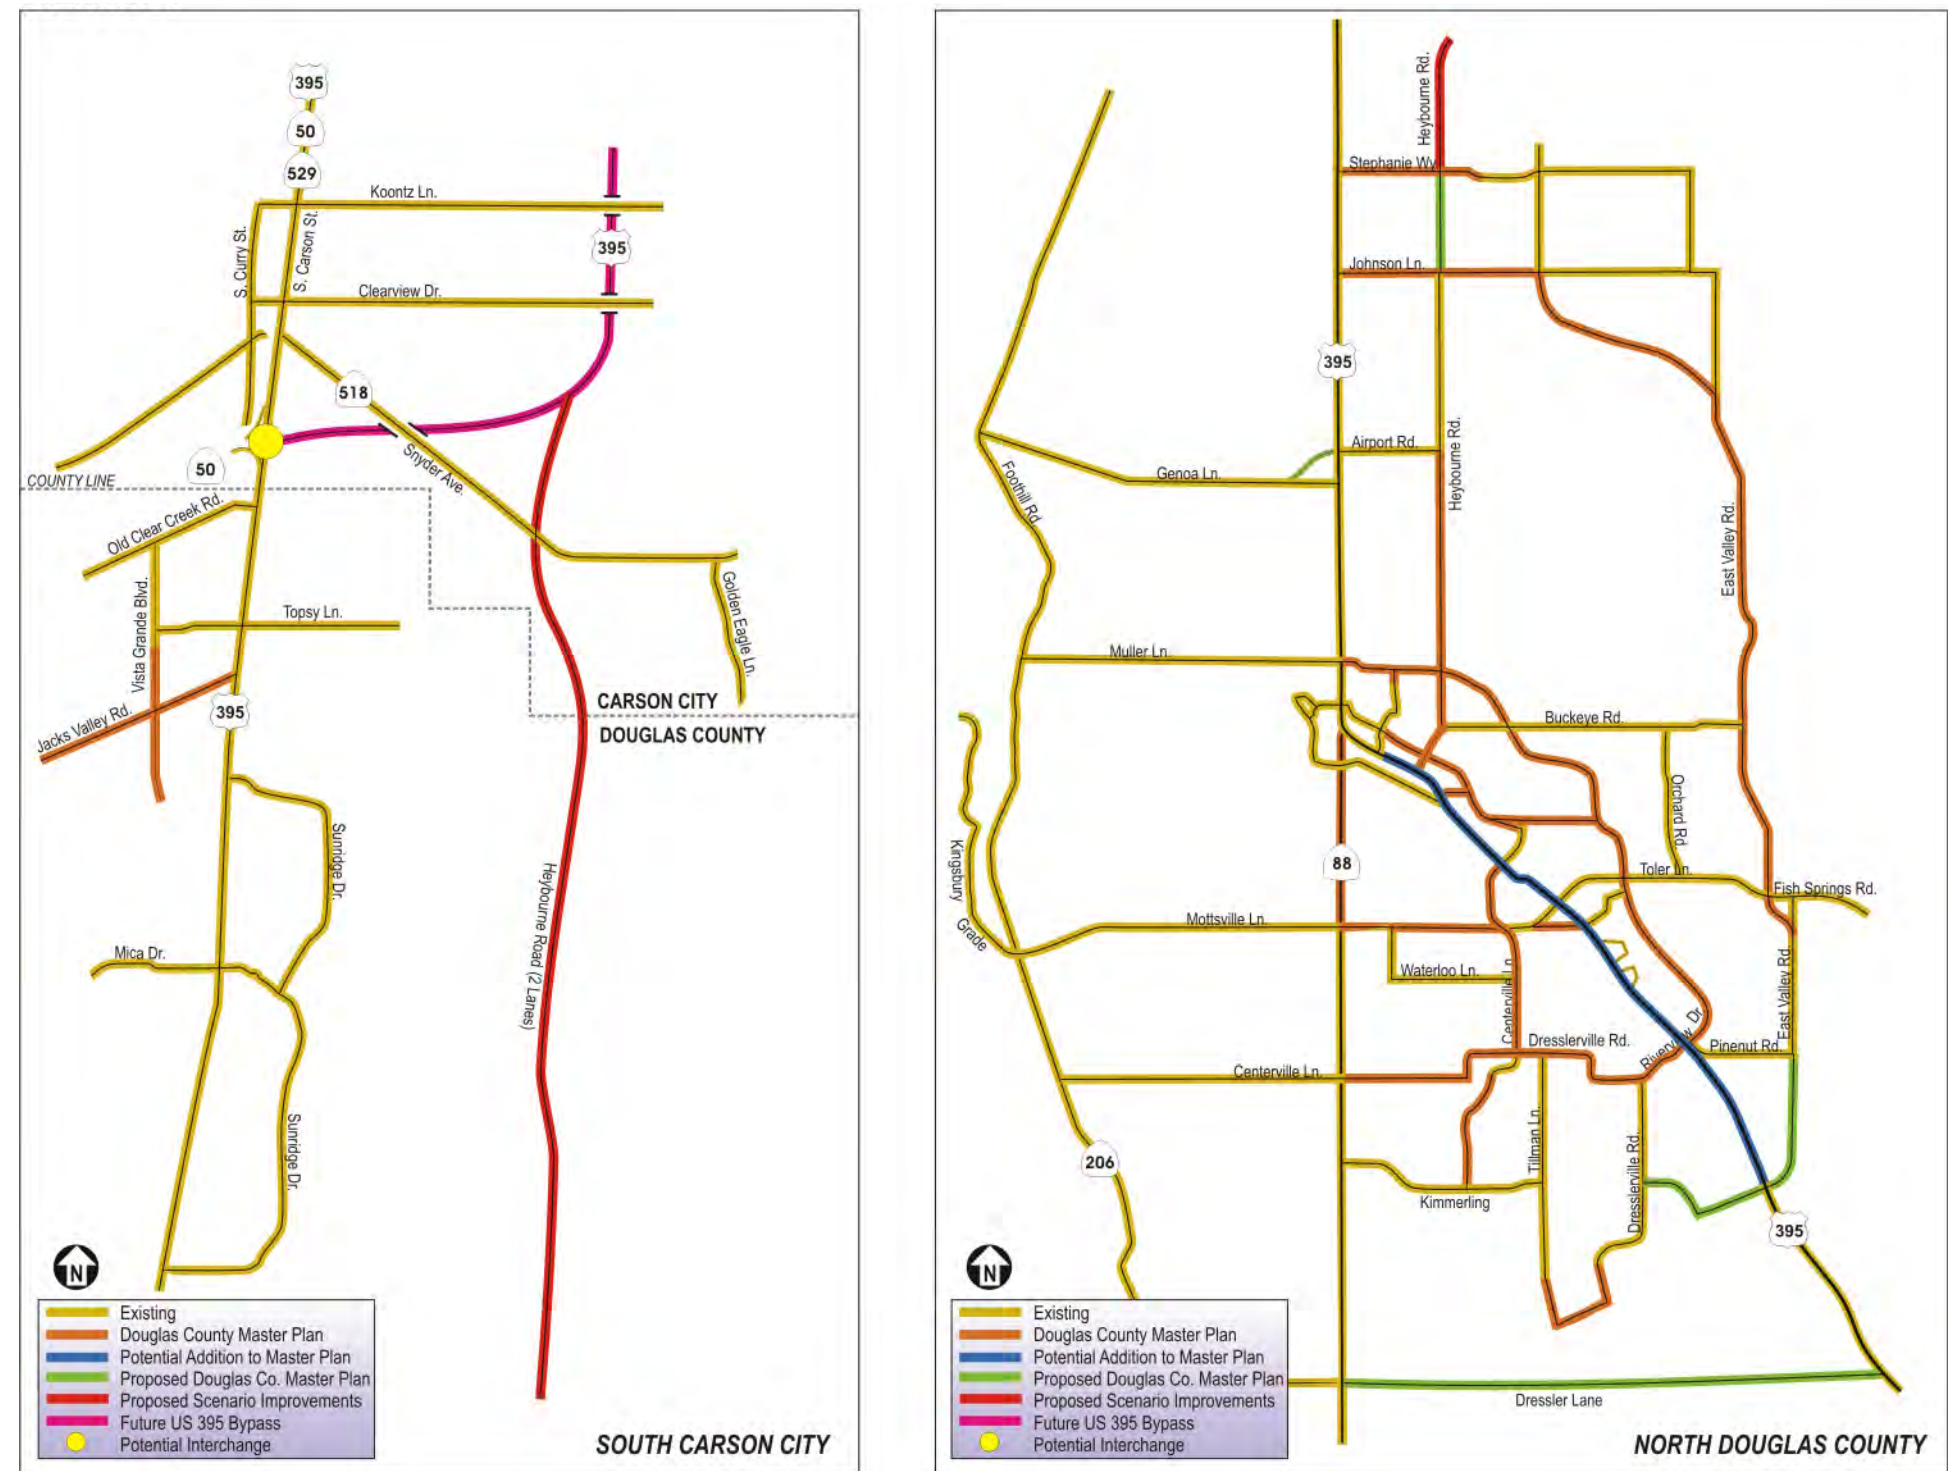 395
50
529
Koontz Ln.
S. Curry St.
S. Carson St.
395
Clearview Dr.
518
Snyder Ave.
50
COUNTY LINE
Old Clear Creek Rd.
Vista Grande Blvd.
Topsy Ln.
Golden Eagle Ln.
Jacks Valley Rd.
395
CARSON CITY
DOUGLAS COUNTY
Sunridge Dr.
Heybourne Road (2 Lanes)
Mica Dr.
Sunridge Dr.
N
Existing
Douglas County Master Plan
Potential Addition to Master Plan
Proposed Douglas Co. Master Plan
Proposed Scenario Improvements
Future US 395 Bypass
Potential Interchange
SOUTH CARSON CITY
Heybourne Rd.
Stephanie Wy.
Johnson Ln.
395
Airport Rd.
Heybourne Rd.
Genoa Ln.
Foothill Rd.
East Valley Rd.
Muller Ln.
Buckeye Rd.
Orchard Rd.
Kingsbury
Grade
88
Toler Ln.
Fish Springs Rd.
Mottsville Ln.
Waterloo Ln.
Centerville Ln.
East Valley Rd.
Dresslerville Rd.
Riverview Dr.
Pinenut Rd.
Centerville Ln.
206
Tillman Ln.
Dresslerville Rd.
Kimmerling
395
Dressler Lane
N
Existing
Douglas County Master Plan
Potential Addition to Master Plan
Proposed Douglas Co. Master Plan
Proposed Scenario Improvements
Future US 395 Bypass
Potential Interchange
NORTH DOUGLAS COUNTY